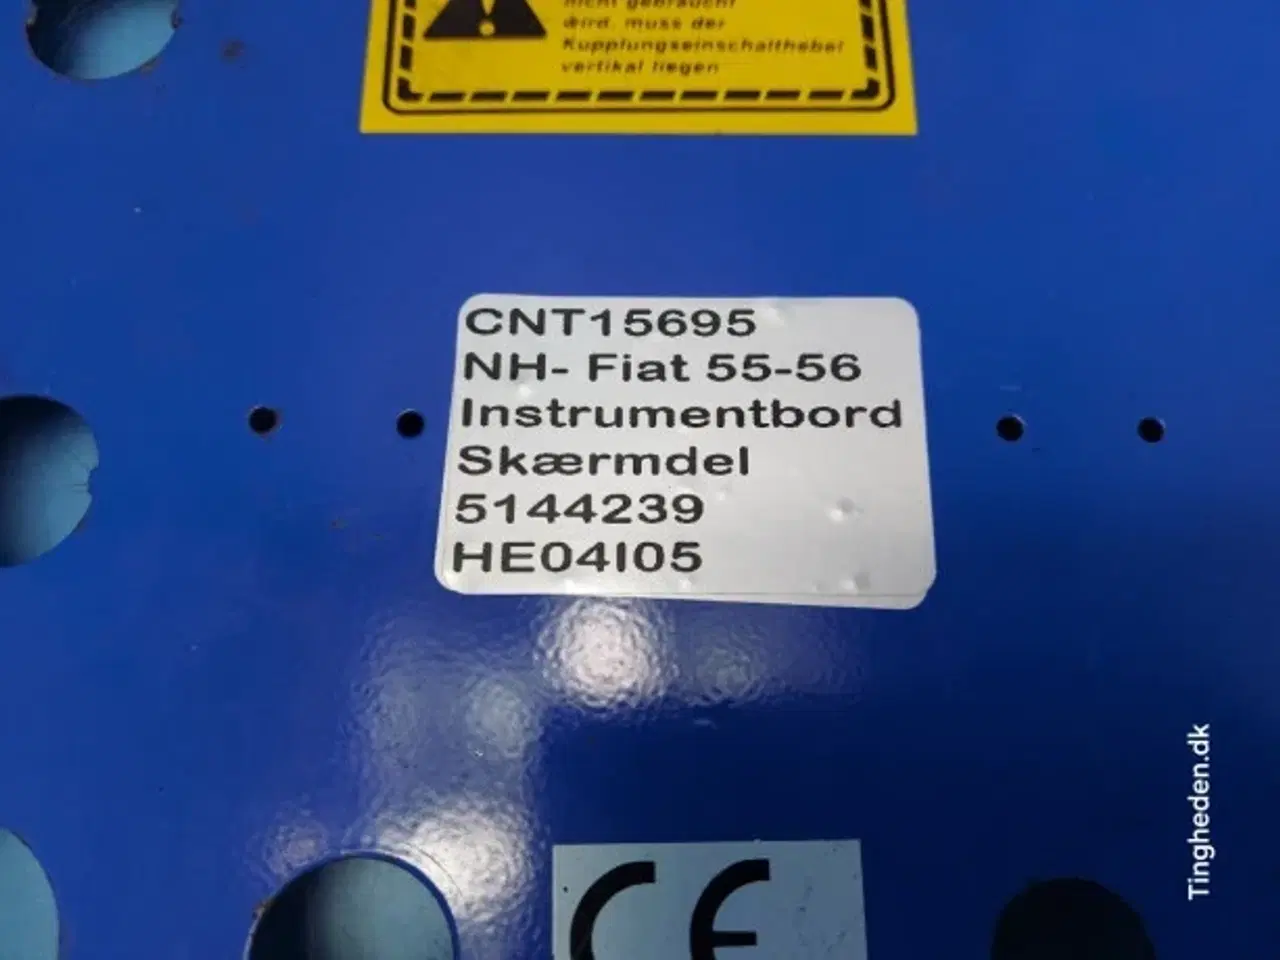 nicht gebraucht
wird, muss der
Kupplungseinschalthebel
vertikal liegen
CNT15695
NH- Fiat 55-56
Instrumentbord
Skærmdel
5144239
HE04I05
CE
Tingheden.dk